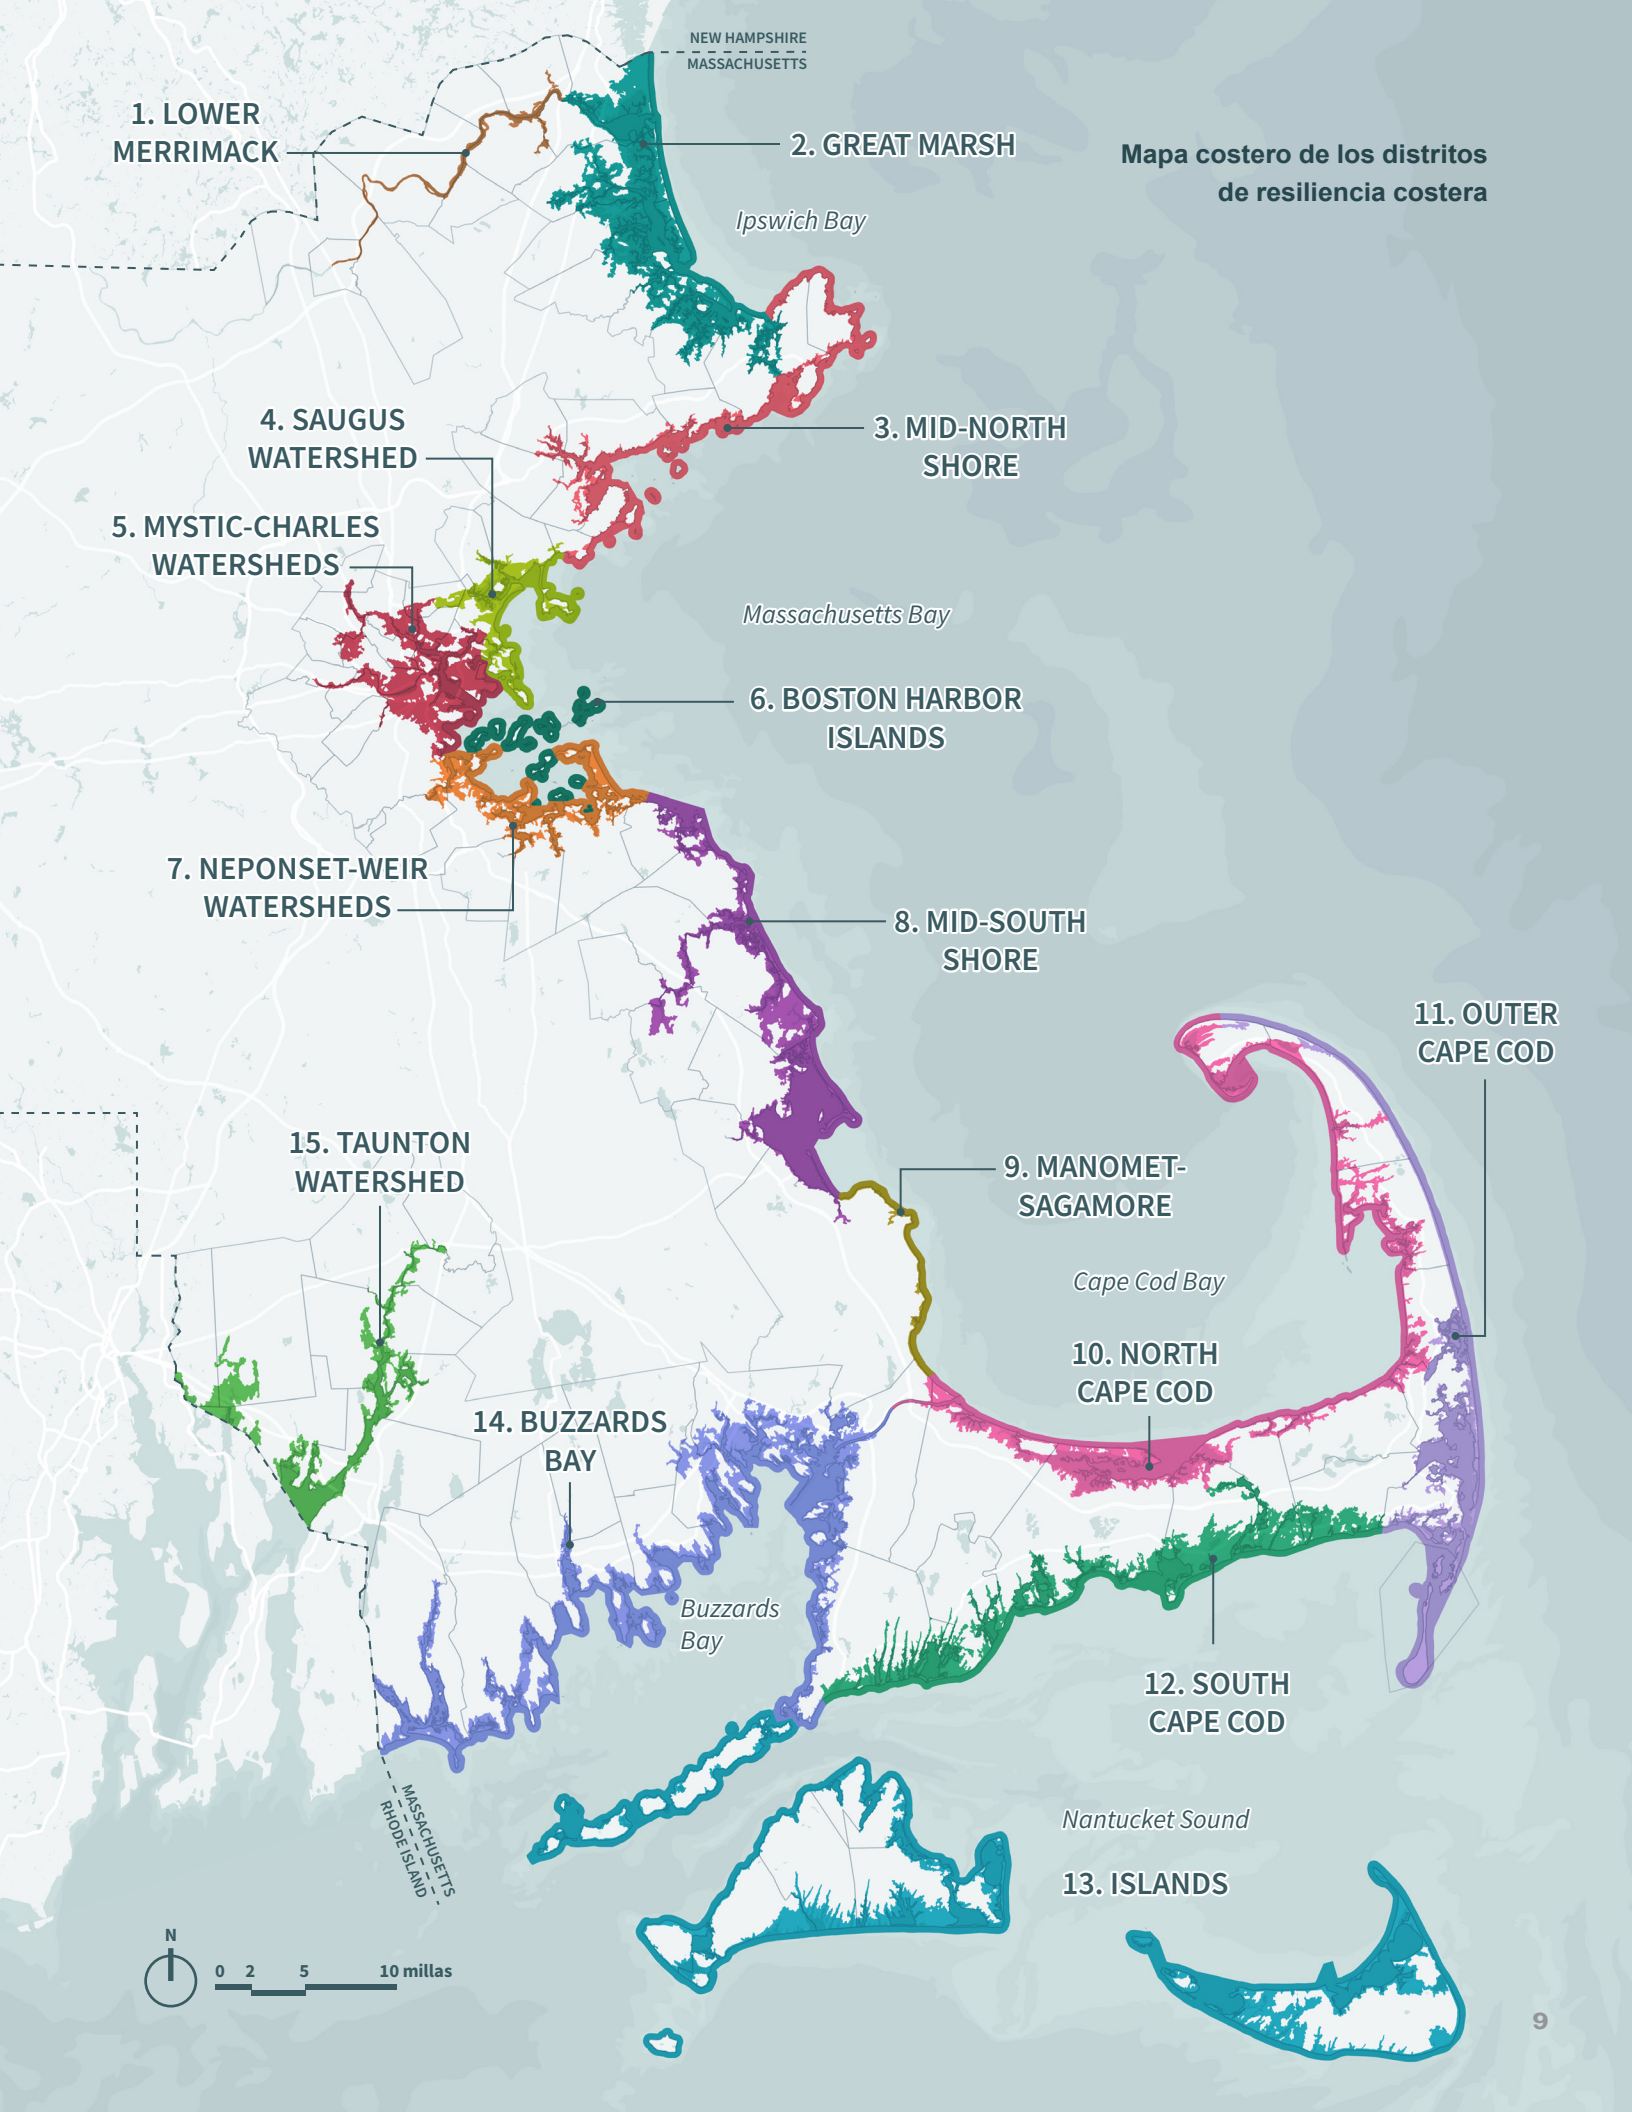 NEW HAMPSHIRE
MASSACHUSETTS
1. LOWER
MERRIMACK
2. GREAT MARSH
Mapa costero de los distritos
de resiliencia costera
Ipswich Bay
4. SAUGUS
WATERSHED
3. MID-NORTH
SHORE
5. MYSTIC-CHARLES
WATERSHEDS
Massachusetts Bay
6. BOSTON HARBOR
ISLANDS
7. NEPONSET-WEIR
WATERSHEDS
8. MID-SOUTH
SHORE
11. OUTER
CAPE COD
15. TAUNTON
WATERSHED
9. MANOMET-
SAGAMORE
Cape Cod Bay
10. NORTH
CAPE COD
14. BUZZARDS
BAY
Buzzards
Bay
12. SOUTH
CAPE COD
MASSACHUSETTS
RHODE ISLAND
Nantucket Sound
13. ISLANDS
N
0 2 5 10 millas
9